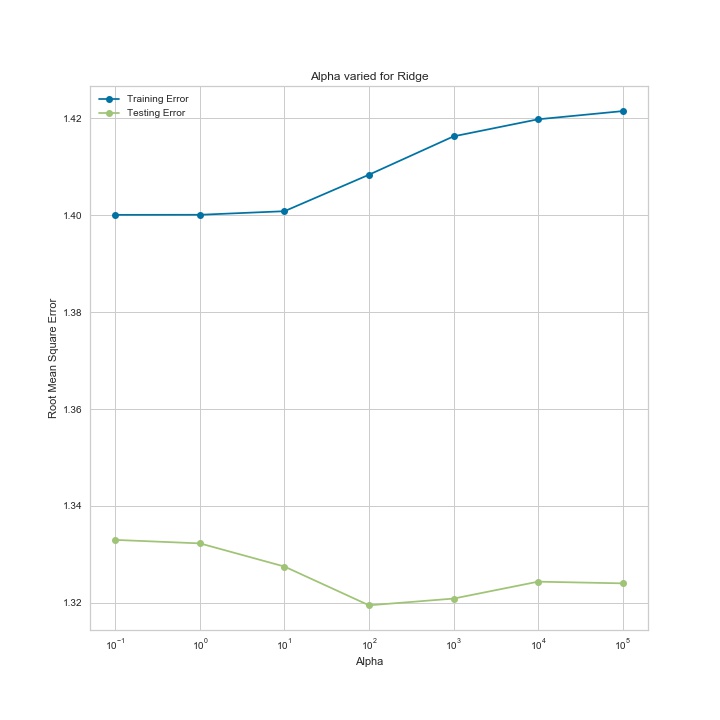 Alpha varied for Ridge
Training Error
Testing Error
1.42
1.40
1.38
1.36
1.34
1.32
Root Mean Square Error
10⁻¹ 10⁰ 10¹ 10² 10³ 10⁴ 10⁵
Alpha